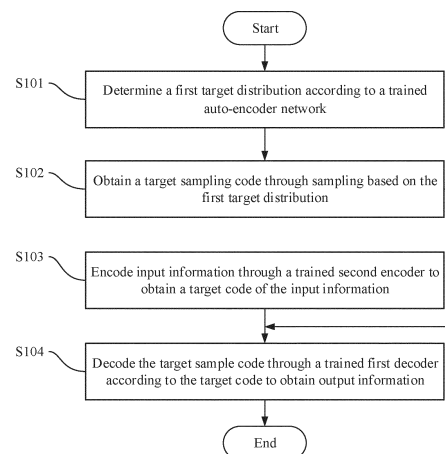 Start
S101
Determine a first target distribution according to a trained
auto-encoder network
S102
Obtain a target sampling code through sampling based on the
first target distribution
S103
Encode input information through a trained second encoder to
obtain a target code of the input information
S104
Decode the target sample code through a trained first decoder
according to the target code to obtain output information
End